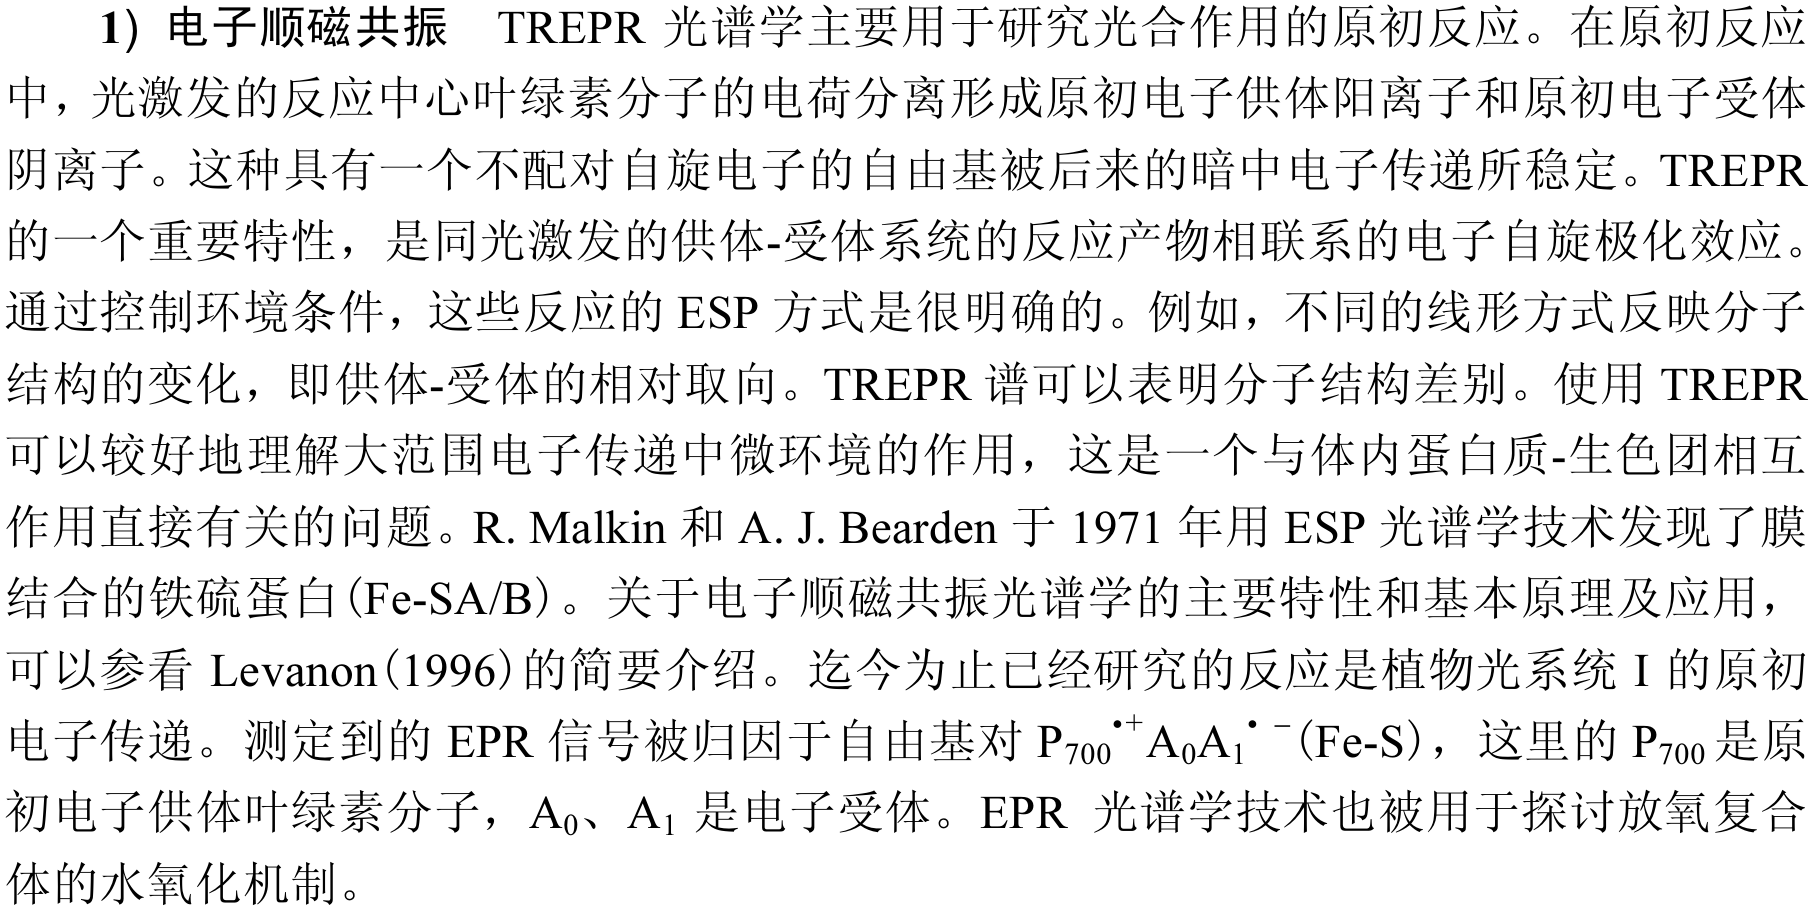 1）电子顺磁共振　TREPR 光谱学主要用于研究光合作用的原初反应。在原初反应
中，光激发的反应中心叶绿素分子的电荷分离形成原初电子供体阳离子和原初电子受体
阴离子。这种具有一个不配对自旋电子的自由基被后来的暗中电子传递所稳定。TREPR
的一个重要特性，是同光激发的供体-受体系统的反应产物相联系的电子自旋极化效应。
通过控制环境条件，这些反应的 ESP 方式是很明确的。例如，不同的线形方式反映分子
结构的变化，即供体-受体的相对取向。TREPR 谱可以表明分子结构差别。使用 TREPR
可以较好地理解大范围电子传递中微环境的作用，这是一个与体内蛋白质-生色团相互
作用直接有关的问题。R. Malkin 和 A. J. Bearden 于 1971 年用 ESP 光谱学技术发现了膜
结合的铁硫蛋白(Fe-SA/B)。关于电子顺磁共振光谱学的主要特性和基本原理及应用，
可以参看 Levanon(1996)的简要介绍。迄今为止已经研究的反应是植物光系统 I 的原初
电子传递。测定到的 EPR 信号被归因于自由基对 P₇₀₀•⁺A₀A₁•⁻(Fe-S)，这里的 P₇₀₀是原
初电子供体叶绿素分子，A₀、A₁ 是电子受体。EPR 光谱学技术也被用于探讨放氧复合
体的水氧化机制。